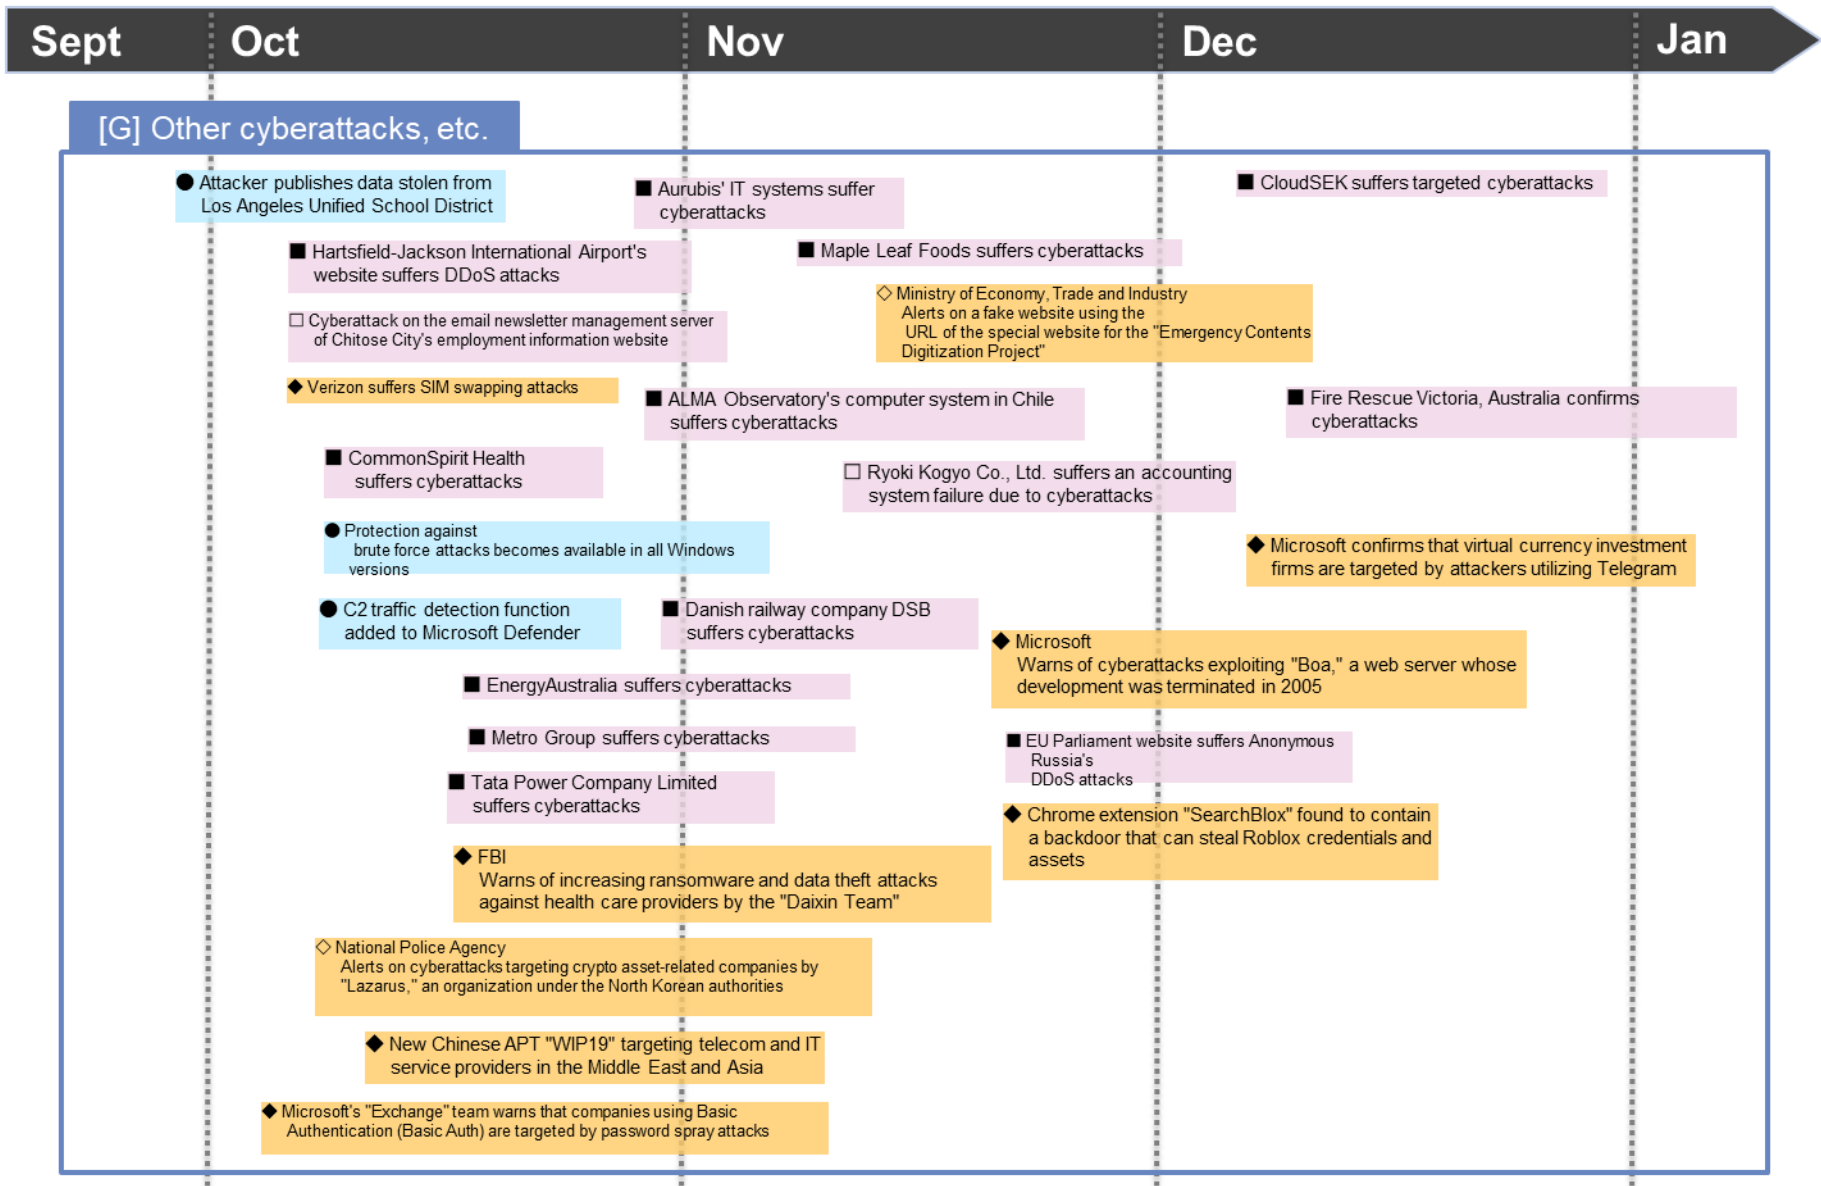 Sept
Oct
Nov
Dec
Jan
[G] Other cyberattacks, etc.
● Attacker publishes data stolen from
Los Angeles Unified School District
■ Aurubis' IT systems suffer
cyberattacks
■ CloudSEK suffers targeted cyberattacks
■ Hartsfield-Jackson International Airport's
website suffers DDoS attacks
■ Maple Leaf Foods suffers cyberattacks
◇ Ministry of Economy, Trade and Industry
Alerts on a fake website using the
URL of the special website for the "Emergency Contents
Digitization Project"
□ Cyberattack on the email newsletter management server
of Chitose City's employment information website
◆ Verizon suffers SIM swapping attacks
■ ALMA Observatory's computer system in Chile
suffers cyberattacks
■ Fire Rescue Victoria, Australia confirms
cyberattacks
■ CommonSpirit Health
suffers cyberattacks
□ Ryoki Kogyo Co., Ltd. suffers an accounting
system failure due to cyberattacks
● Protection against
brute force attacks becomes available in all Windows
versions
◆ Microsoft confirms that virtual currency investment
firms are targeted by attackers utilizing Telegram
● C2 traffic detection function
added to Microsoft Defender
■ Danish railway company DSB
suffers cyberattacks
◆ Microsoft
Warns of cyberattacks exploiting "Boa," a web server whose
development was terminated in 2005
■ EnergyAustralia suffers cyberattacks
■ Metro Group suffers cyberattacks
■ EU Parliament website suffers Anonymous
Russia's
DDoS attacks
■ Tata Power Company Limited
suffers cyberattacks
◆ Chrome extension "SearchBlox" found to contain
a backdoor that can steal Roblox credentials and
assets
◆ FBI
Warns of increasing ransomware and data theft attacks
against health care providers by the "Daixin Team"
◇ National Police Agency
Alerts on cyberattacks targeting crypto asset-related companies by
"Lazarus," an organization under the North Korean authorities
◆ New Chinese APT "WIP19" targeting telecom and IT
service providers in the Middle East and Asia
◆ Microsoft's "Exchange" team warns that companies using Basic
Authentication (Basic Auth) are targeted by password spray attacks